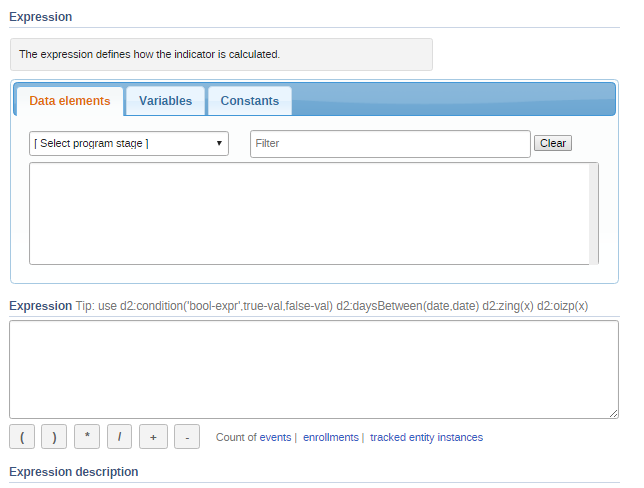 Expression
The expression defines how the indicator is calculated.
Data elements Variables Constants
[ Select program stage ] Filter Clear
Expression Tip: use d2:condition('bool-expr',true-val,false-val) d2:daysBetween(date,date) d2:zing(x) d2:oizp(x)
( ) * / + - Count of events | enrollments | tracked entity instances
Expression description